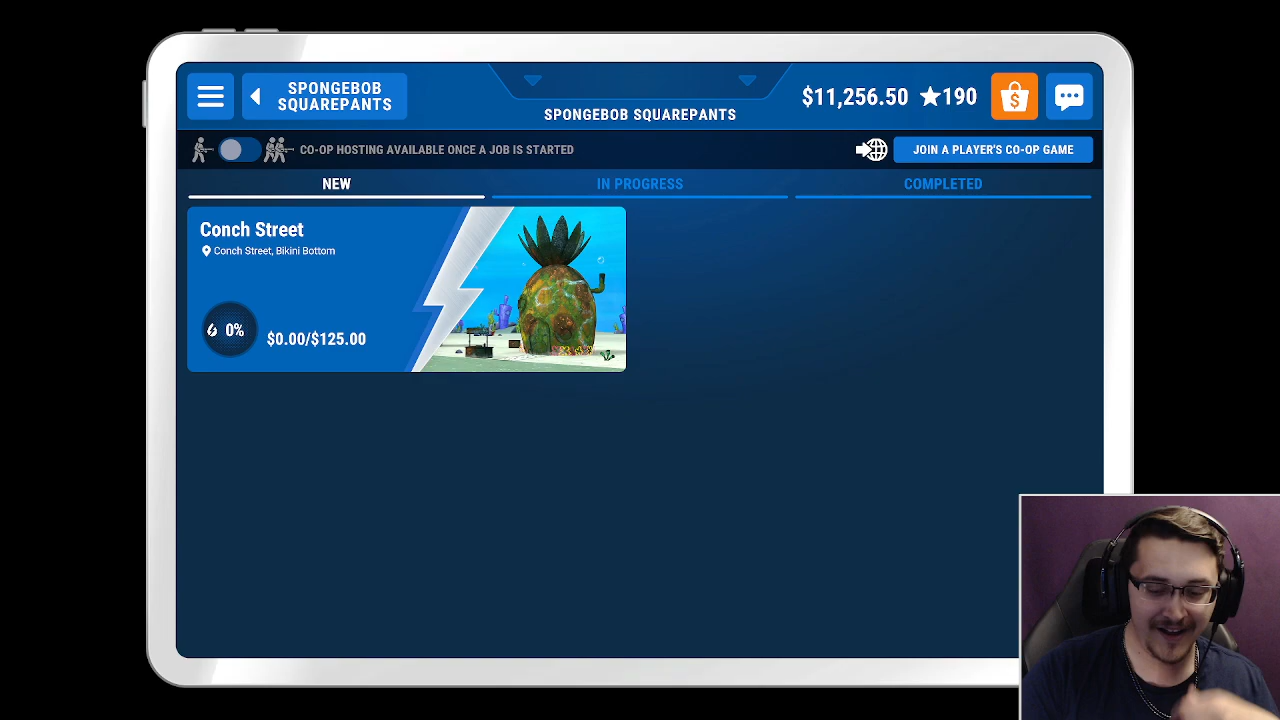 SPONGEBOB
SQUAREPANTS
SPONGEBOB SQUAREPANTS
$11,256.50 ★190
CO-OP HOSTING AVAILABLE ONCE A JOB IS STARTED
JOIN A PLAYER'S CO-OP GAME
NEW
IN PROGRESS
COMPLETED
Conch Street
Conch Street, Bikini Bottom
0%
$0.00/$125.00